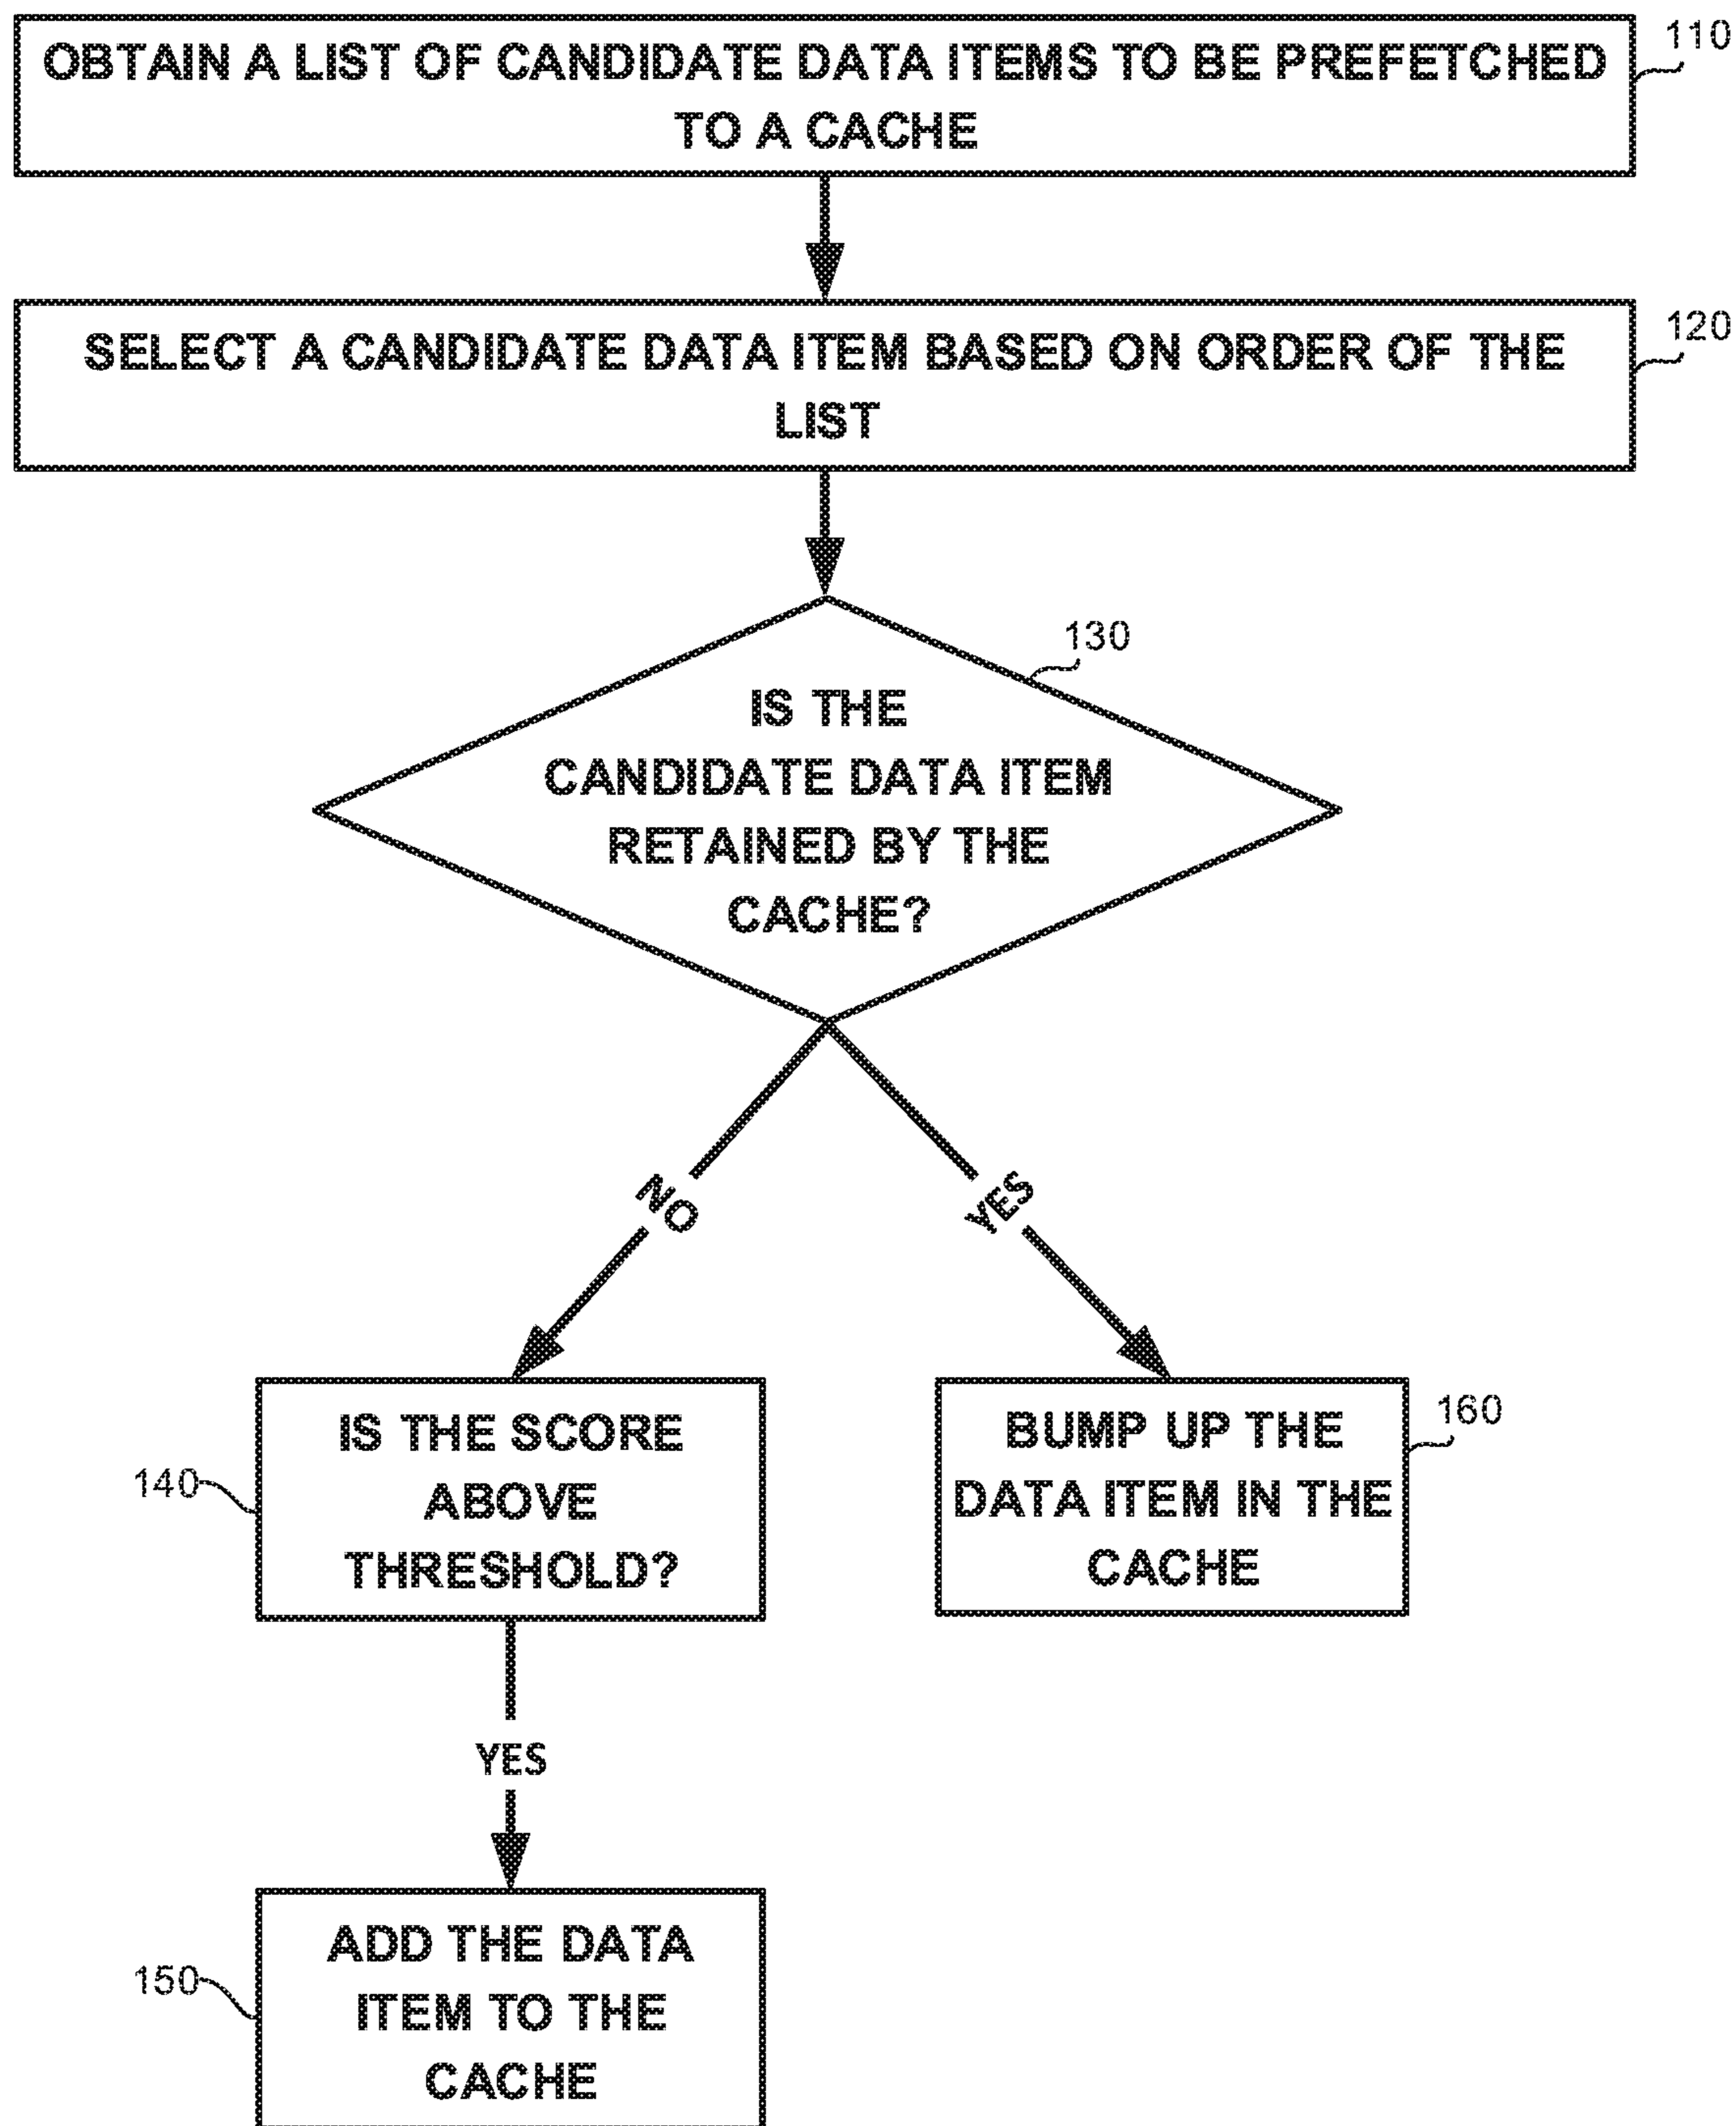 OBTAIN A LIST OF CANDIDATE DATA ITEMS TO BE PREFETCHED
TO A CACHE
110
SELECT A CANDIDATE DATA ITEM BASED ON ORDER OF THE
LIST
120
130
IS THE
CANDIDATE DATA ITEM
RETAINED BY THE
CACHE?
NO
YES
140
IS THE SCORE
ABOVE
THRESHOLD?
BUMP UP THE
DATA ITEM IN THE
CACHE
160
YES
150
ADD THE DATA
ITEM TO THE
CACHE